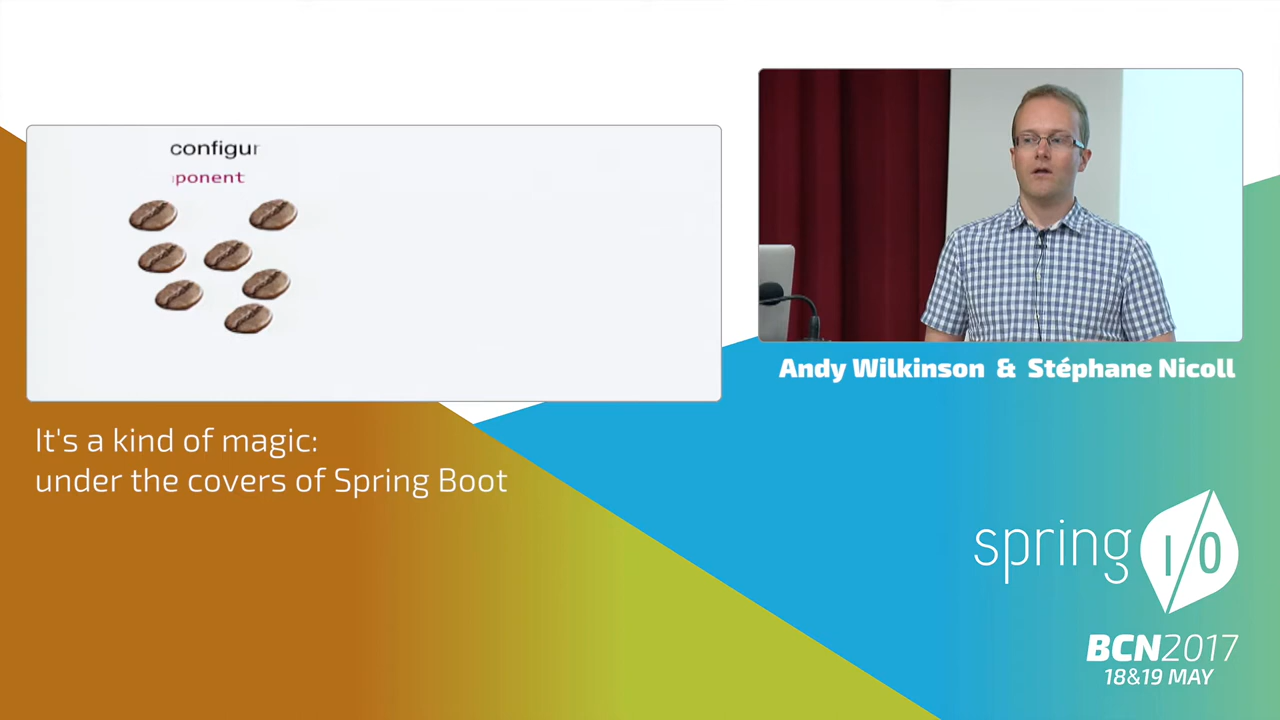 configur
ponent
Andy Wilkinson & Stéphane Nicoll
It's a kind of magic:
under the covers of Spring Boot
spring I/O
BCN2017
18&19 MAY